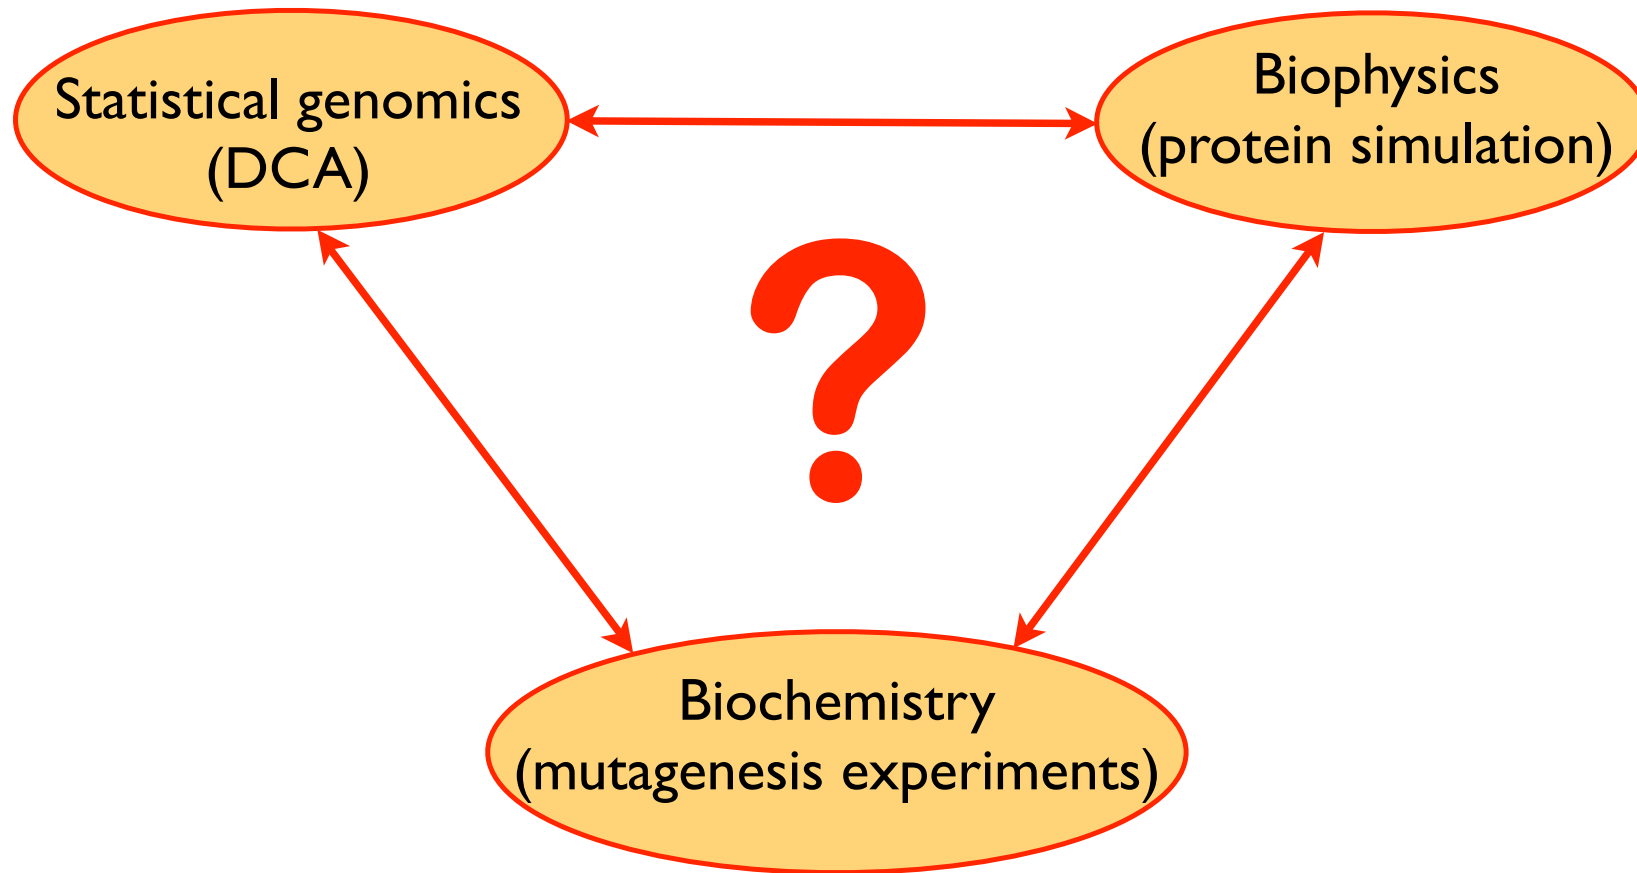 Statistical genomics
(DCA)
Biophysics
(protein simulation)
?
Biochemistry
(mutagenesis experiments)